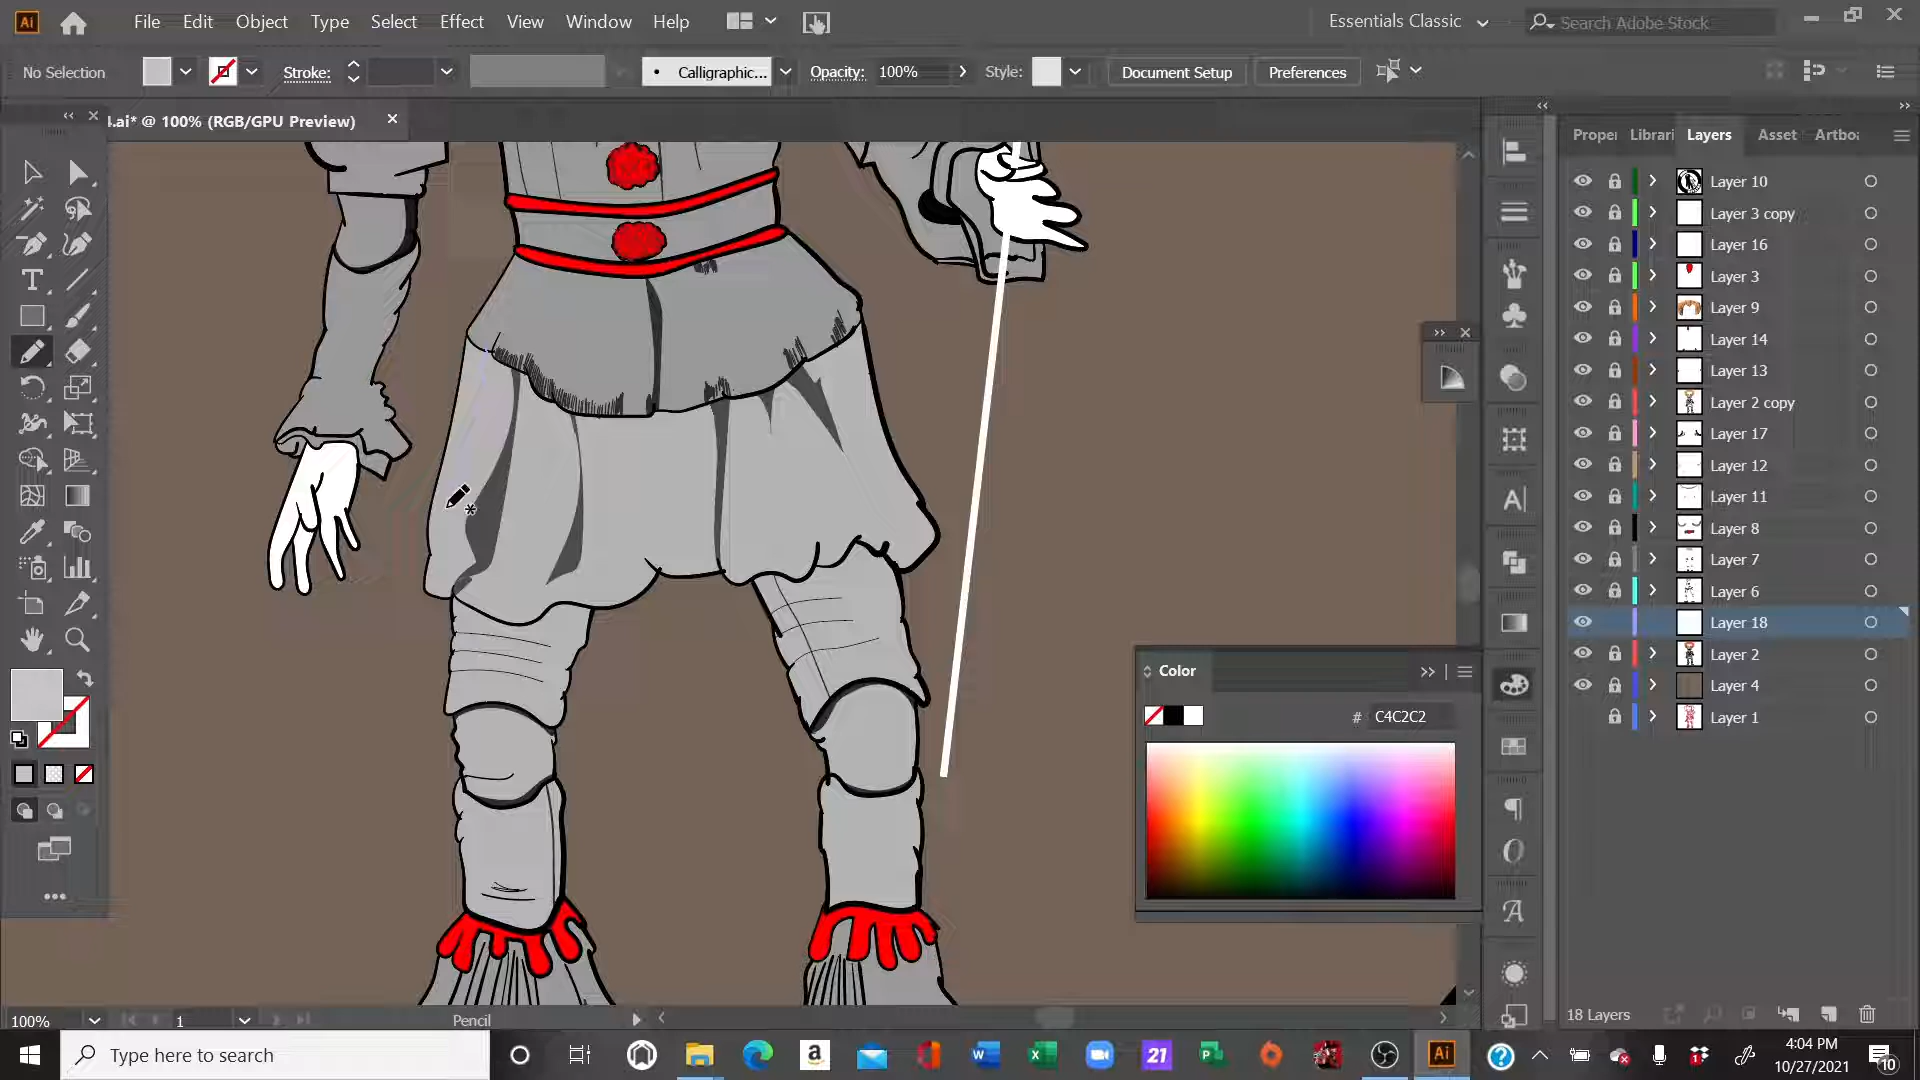 Ai File Edit Object Type Select Effect View Window Help Essentials Classic Search Adobe Stock
No Selection Stroke: Calligraphic... Opacity: 100% Style: Document Setup Preferences
.ai* @ 100% (RGB/GPU Preview)
Layers
Layer 10
Layer 3 copy
Layer 16
Layer 3
Layer 9
Layer 14
Layer 13
Layer 2 copy
Layer 17
Layer 12
Layer 11
Layer 8
Layer 7
Layer 6
Layer 18
Layer 2
Layer 4
Layer 1
Color
# C4C2C2
100% 1 Pencil 18 Layers
Type here to search
21
Ai
4:04 PM
10/27/2021
10